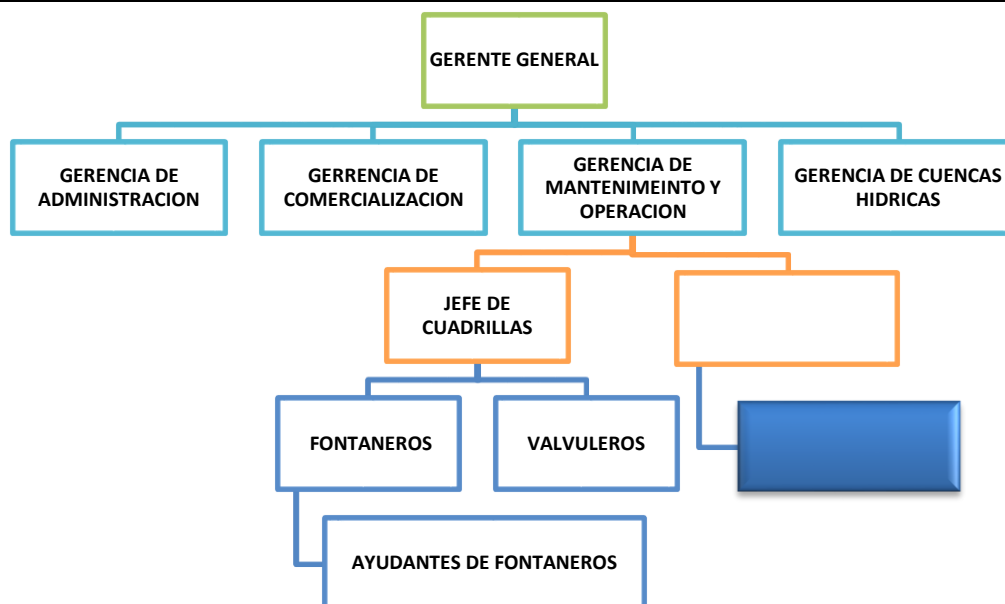 GERENTE GENERAL
GERENCIA DE
ADMINISTRACION
GERRENCIA DE
COMERCIALIZACION
GERENCIA DE
MANTENIMEINTO Y
OPERACION
GERENCIA DE CUENCAS
HIDRICAS
JEFE DE
CUADRILLAS
FONTANEROS
VALVULEROS
AYUDANTES DE FONTANEROS